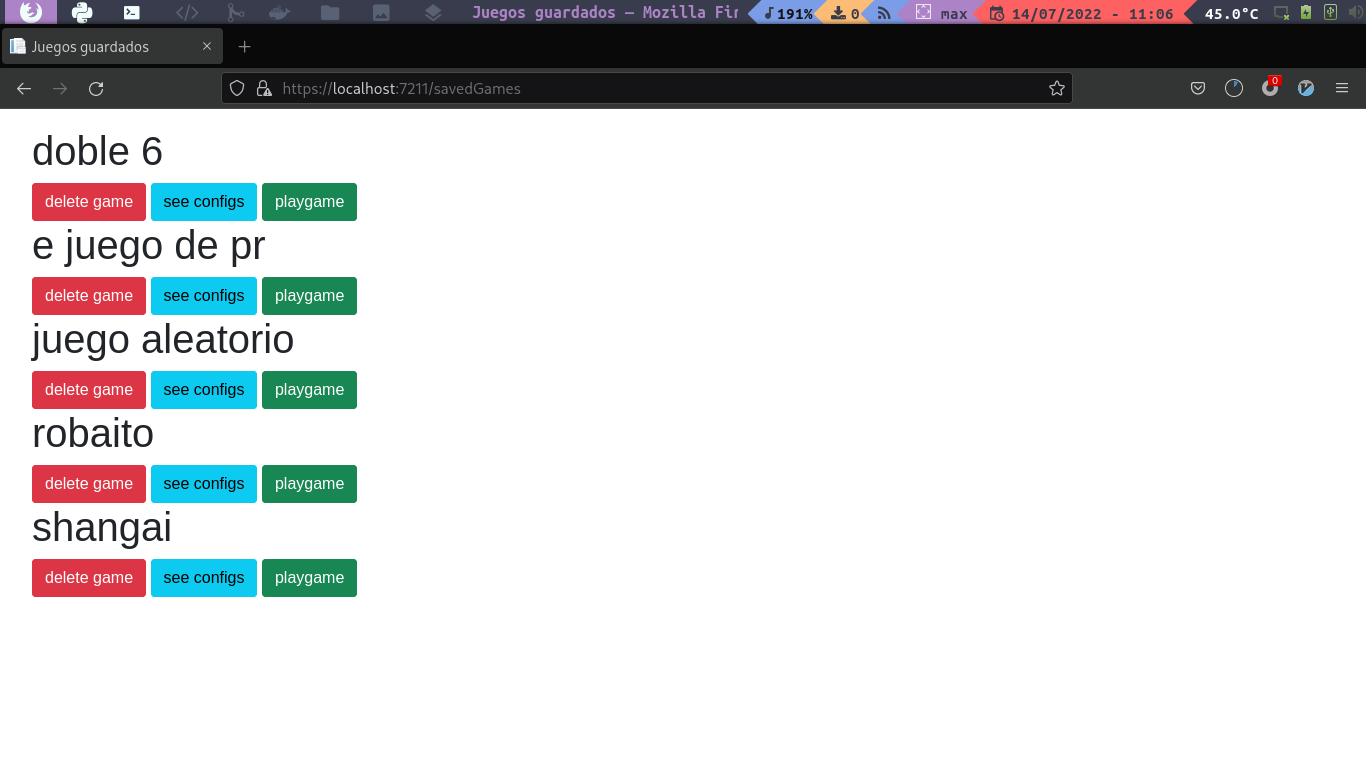 Juegos guardados — Mozilla Fir 191% 0 max 14/07/2022 - 11:06 45.0°C
Juegos guardados
https://localhost:7211/savedGames 0
doble 6
delete game see configs playgame
e juego de pr
delete game see configs playgame
juego aleatorio
delete game see configs playgame
robaito
delete game see configs playgame
shangai
delete game see configs playgame